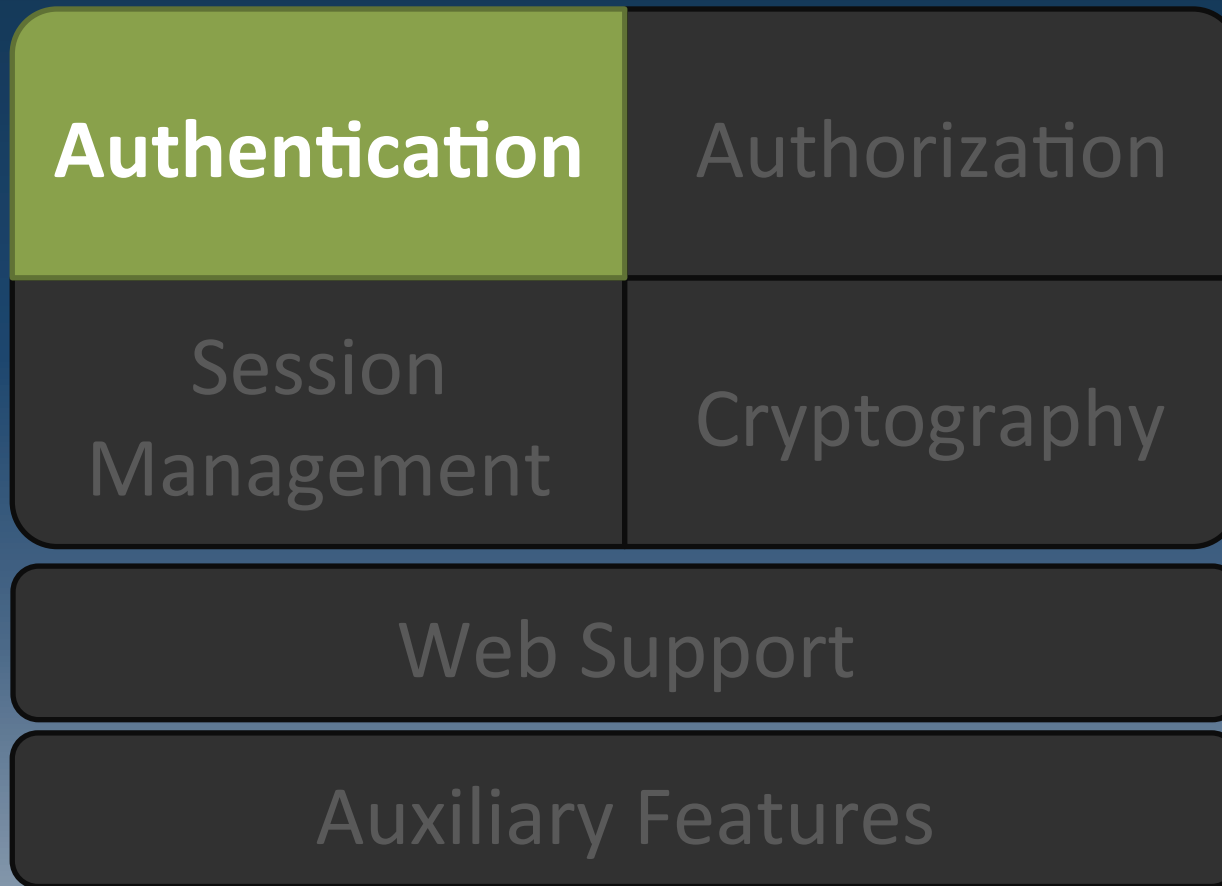 Authentication
Authorization
Session
Management
Cryptography
Web Support
Auxiliary Features